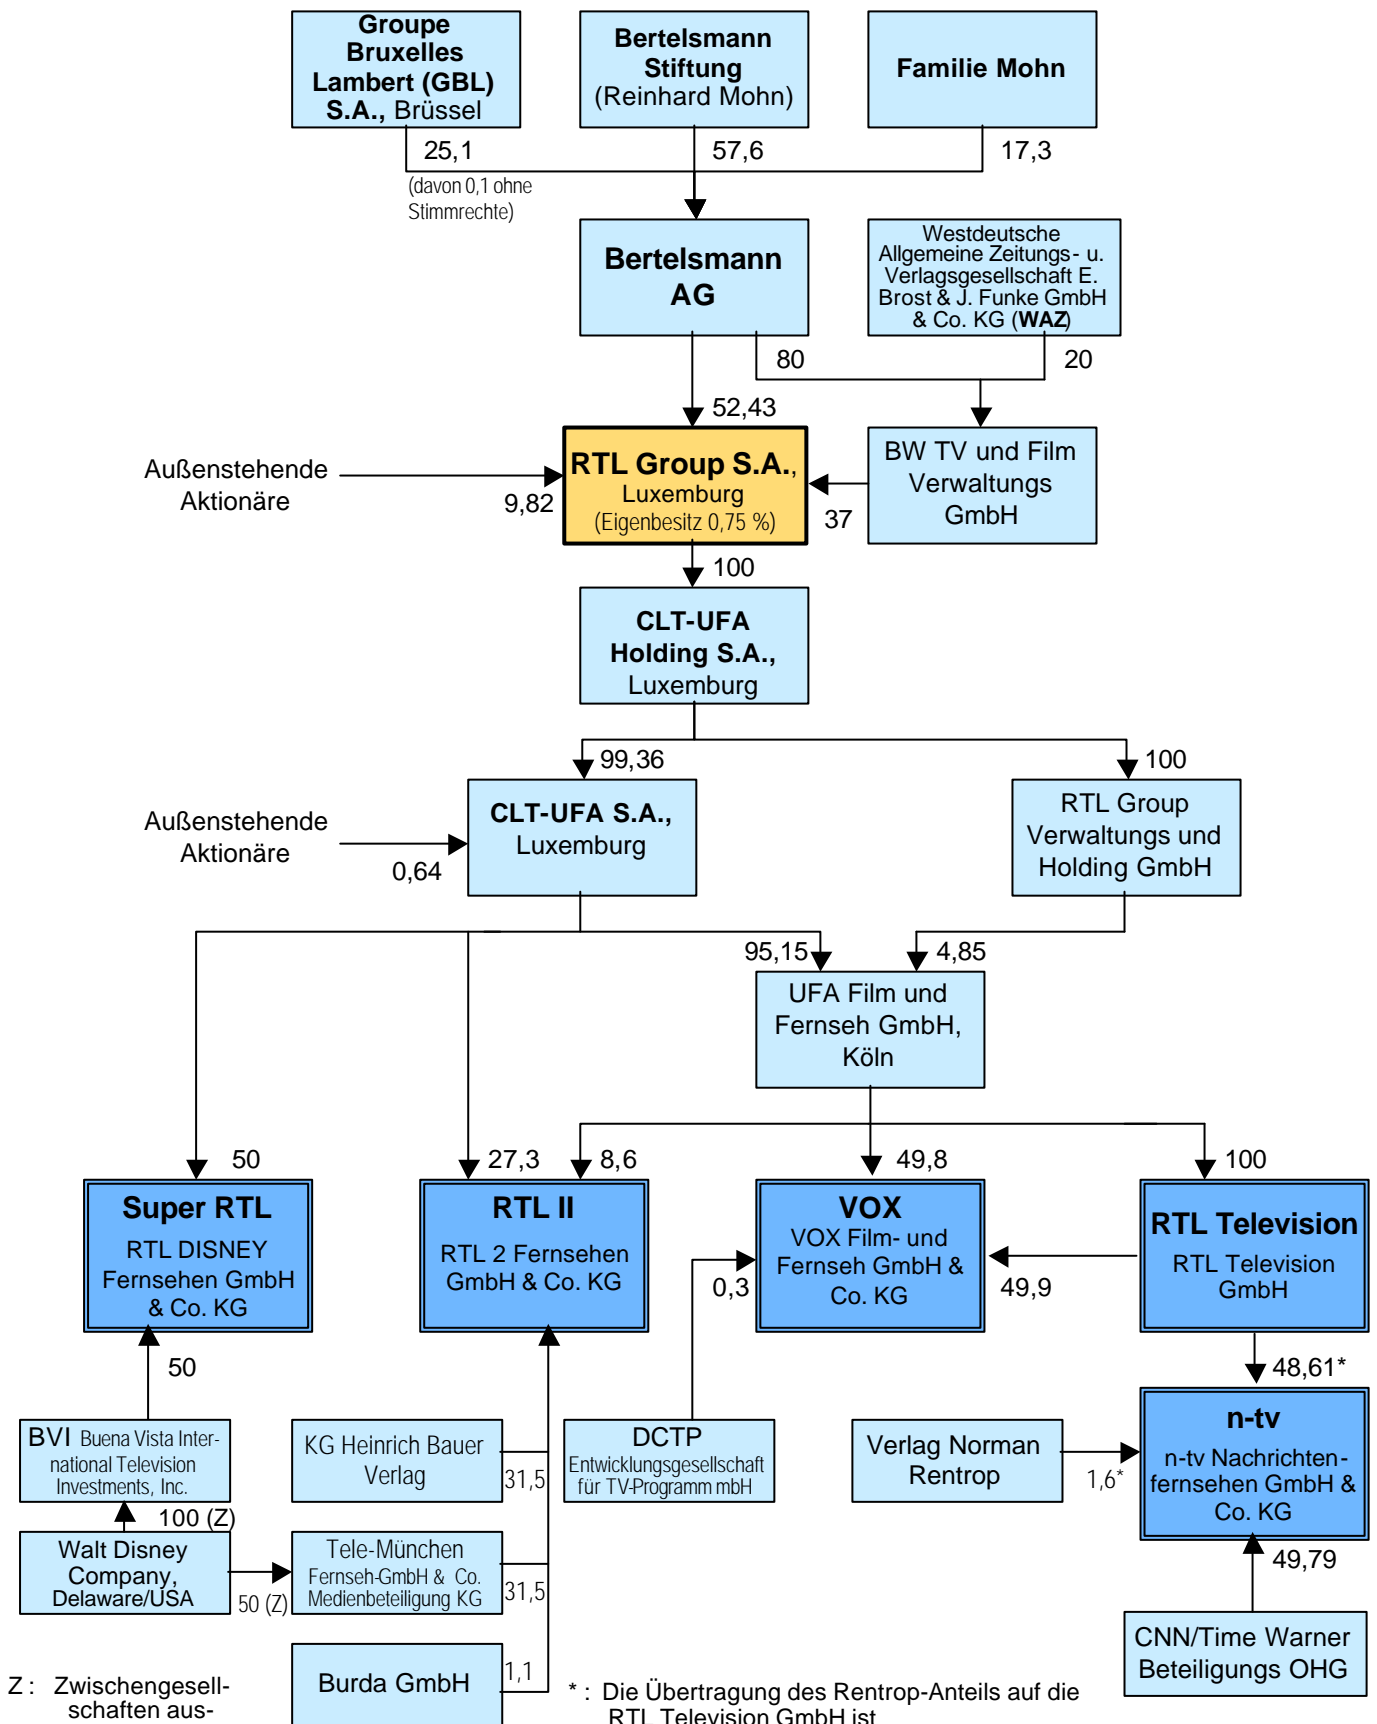 Groupe
Bruxelles
Lambert (GBL)
S.A., Brüssel
Bertelsmann
Stiftung
(Reinhard Mohn)
Familie Mohn
25,1
57,6
17,3
(davon 0,1 ohne
Stimmrechte)
Bertelsmann
AG
Westdeutsche
Allgemeine Zeitungs- u.
Verlagsgesellschaft E.
Brost & J. Funke GmbH
& Co. KG (WAZ)
80
20
52,43
Außenstehende
Aktionäre
9,82
RTL Group S.A.,
Luxemburg
(Eigenbesitz 0,75 %)
37
BW TV und Film
Verwaltungs
GmbH
100
CLT-UFA
Holding S.A.,
Luxemburg
99,36
100
Außenstehende
Aktionäre
0,64
CLT-UFA S.A.,
Luxemburg
RTL Group
Verwaltungs und
Holding GmbH
95,15
4,85
UFA Film und
Fernseh GmbH,
Köln
50
27,3
8,6
49,8
100
Super RTL
RTL DISNEY
Fernsehen GmbH
& Co. KG
RTL II
RTL 2 Fernsehen
GmbH & Co. KG
0,3
VOX
VOX Film- und
Fernseh GmbH &
Co. KG
49,9
RTL Television
RTL Television
GmbH
50
48,61*
BVI Buena Vista Inter-
national Television
Investments, Inc.
KG Heinrich Bauer
Verlag
31,5
DCTP
Entwicklungsgesellschaft
für TV-Programm mbH
Verlag Norman
Rentrop
1,6*
n-tv
n-tv Nachrichten-
fernsehen GmbH &
Co. KG
100 (Z)
Walt Disney
Company,
Delaware/USA
50 (Z)
Tele-München
Fernseh-GmbH & Co.
Medienbeteiligung KG
31,5
49,79
CNN/Time Warner
Beteiligungs OHG
Burda GmbH
1,1
Z : Zwischengesell-
schaften aus-
* : Die Übertragung des Rentrop-Anteils auf die
RTL Television GmbH ist